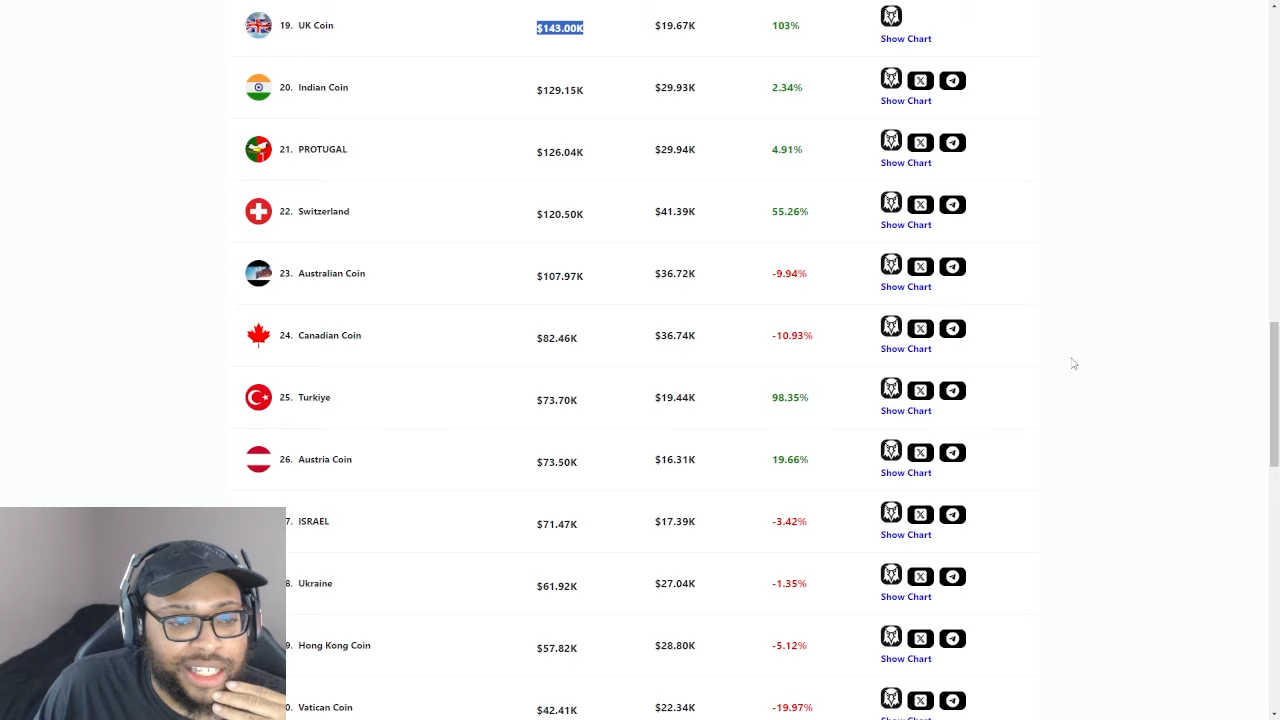 19. UK Coin $143.00K $19.67K 103%
Show Chart
20. Indian Coin $129.15K $29.93K 2.34%
Show Chart
21. PROTUGAL $126.04K $29.94K 4.91%
Show Chart
22. Switzerland $120.50K $41.39K 55.26%
Show Chart
23. Australian Coin $107.97K $36.72K -9.94%
Show Chart
24. Canadian Coin $82.46K $36.74K -10.93%
Show Chart
25. Turkiye $73.70K $19.44K 98.35%
Show Chart
26. Austria Coin $73.50K $16.31K 19.66%
Show Chart
7. ISRAEL $71.47K $17.39K -3.42%
Show Chart
8. Ukraine $61.92K $27.04K -1.35%
Show Chart
9. Hong Kong Coin $57.82K $28.80K -5.12%
Show Chart
0. Vatican Coin $42.41K $22.34K -19.97%